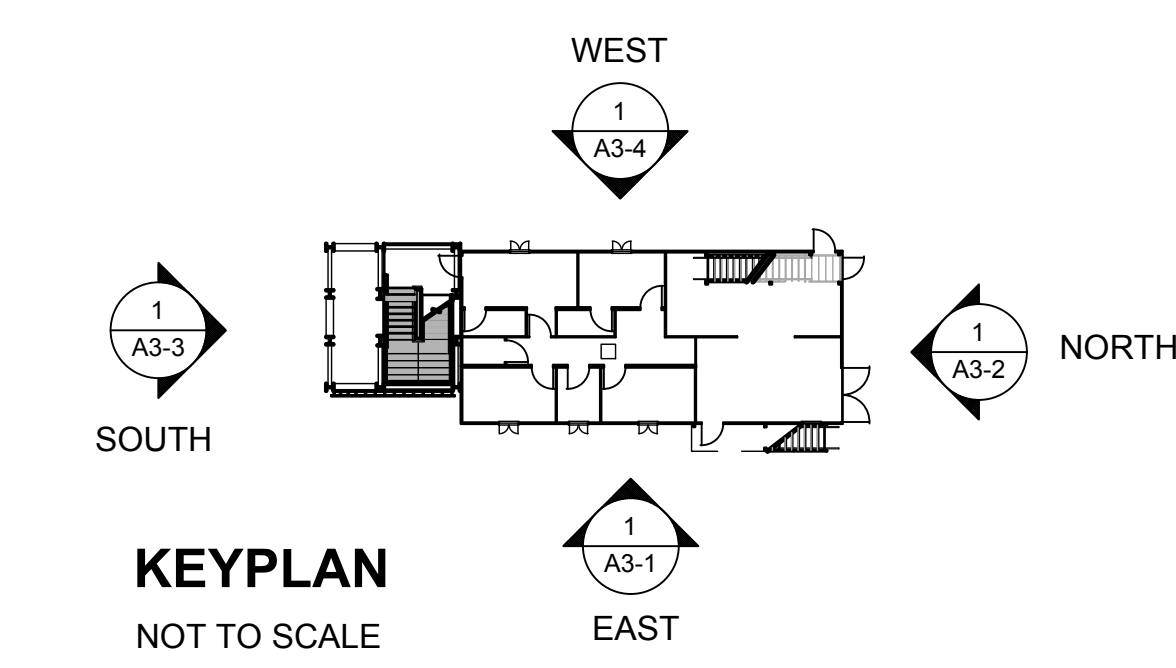 WEST
1
A3-4
1
A3-3
SOUTH
1
A3-2
NORTH
1
A3-1
EAST
KEYPLAN
NOT TO SCALE